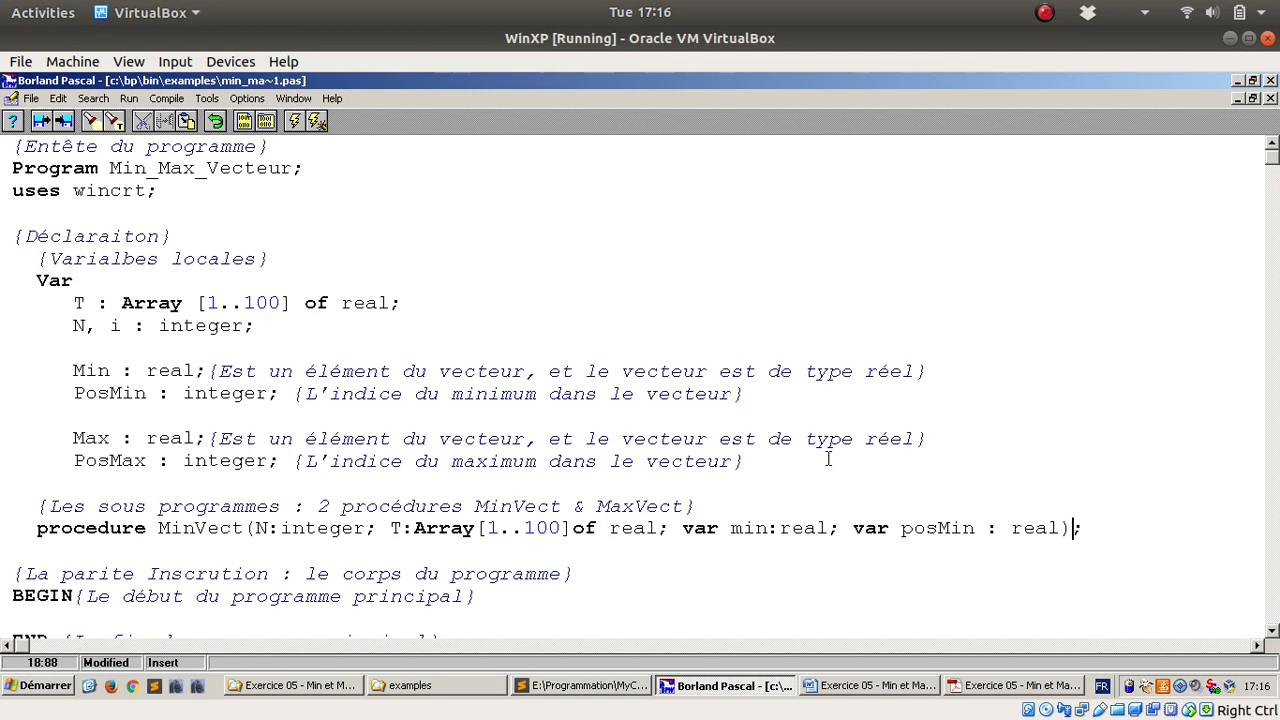 Activities VirtualBox Tue 17:16
WinXP [Running] - Oracle VM VirtualBox
File Machine View Input Devices Help
Borland Pascal - [c:\bp\bin\examples\min_ma~1.pas]
File Edit Search Run Compile Tools Options Window Help
{Entête du programme}
Program Min_Max_Vecteur;
uses wincrt;
{Déclaraiton}
{Varialbes locales}
Var
T : Array [1..100] of real;
N, i : integer;
Min : real;{Est un élément du vecteur, et le vecteur est de type réel}
PosMin : integer; {L'indice du minimum dans le vecteur}
Max : real;{Est un élément du vecteur, et le vecteur est de type réel}
PosMax : integer; {L'indice du maximum dans le vecteur}
{Les sous programmes : 2 procédures MinVect & MaxVect}
procedure MinVect(N:integer; T:Array[1..100]of real; var min:real; var posMin : real);
{La parite Inscrution : le corps du programme}
BEGIN{Le début du programme principal}
18:88 Modified Insert
Démarrer Exercice 05 - Min et M... examples E:\Programmation\MyC... Borland Pascal - [c:\... Exercice 05 - Min et Ma... Exercice 05 - Min et Ma... FR 17:16
Right Ctrl